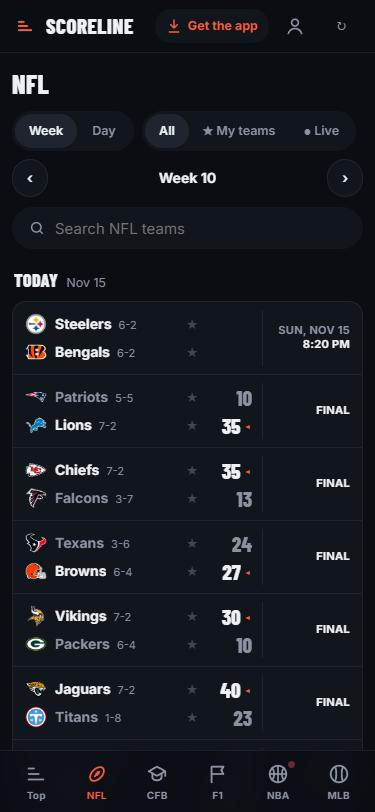 SCORELINE Get the app ↻
NFL
Week Day All ★ My teams ● Live
‹ Week 10 ›
Search NFL teams
TODAY Nov 15
Steelers 6-2 ★
Bengals 6-2 ★
SUN, NOV 15
8:20 PM
Patriots 5-5 ★ 10
Lions 7-2 ★ 35 ◂
FINAL
Chiefs 7-2 ★ 35 ◂
Falcons 3-7 ★ 13
FINAL
Texans 3-6 ★ 24
Browns 6-4 ★ 27 ◂
FINAL
Vikings 7-2 ★ 30 ◂
Packers 6-4 ★ 10
FINAL
Jaguars 7-2 ★ 40 ◂
Titans 1-8 ★ 23
FINAL
Top NFL CFB F1 NBA MLB